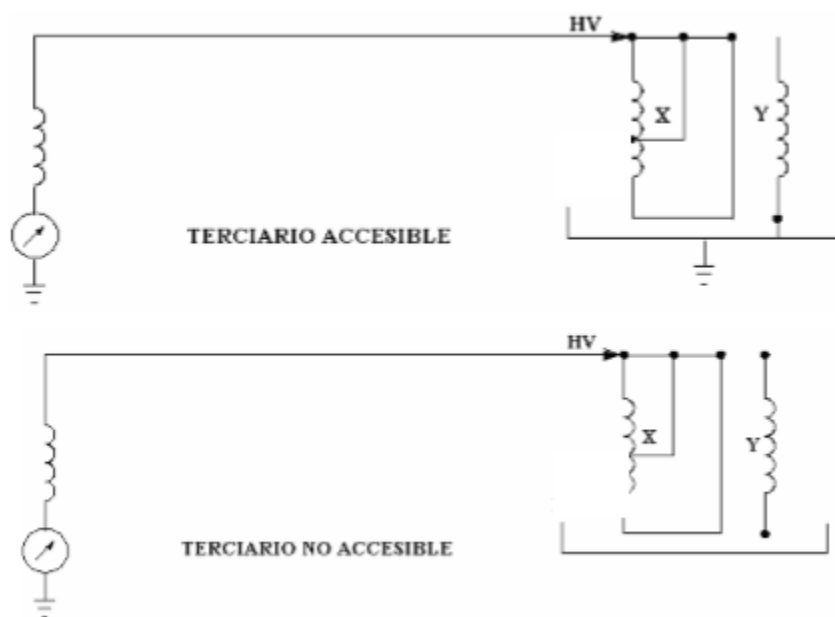 HV
X
Y
TERCIARIO ACCESIBLE
HV
X
Y
TERCIARIO NO ACCESIBLE